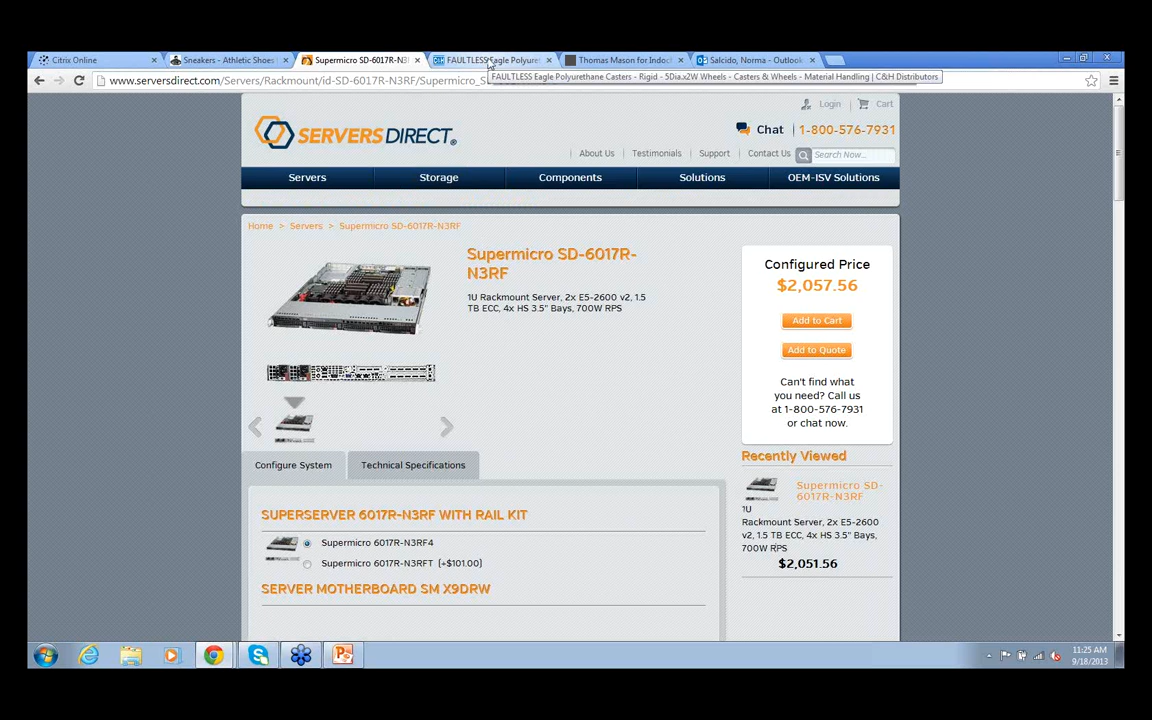 Citrix Online
Sneakers - Athletic Shoes
Supermicro SD-6017R-N3R
FAULTLESS Eagle Polyuret
Thomas Mason for Indoch
Salcido, Norma - Outlook
FAULTLESS Eagle Polyurethane Casters - Rigid - 5Dia.x2W Wheels - Casters & Wheels - Material Handling | C&H Distributors
www.serversdirect.com/Servers/Rackmount/id-SD-6017R-N3RF/Supermicro_S
Login
Cart
SERVERSDIRECT
Chat
1-800-576-7931
About Us
Testimonials
Support
Contact Us
Search Now...
Servers
Storage
Components
Solutions
OEM-ISV Solutions
Home > Servers > Supermicro SD-6017R-N3RF
Supermicro SD-6017R-
N3RF
1U Rackmount Server, 2x E5-2600 v2, 1.5
TB ECC, 4x HS 3.5" Bays, 700W RPS
Configured Price
$2,057.56
Add to Cart
Add to Quote
Can't find what
you need? Call us
at 1-800-576-7931
or chat now.
Recently Viewed
Supermicro SD-
6017R-N3RF
1U
Rackmount Server, 2x E5-2600
v2, 1.5 TB ECC, 4x HS 3.5" Bays,
700W RPS
$2,051.56
Configure System
Technical Specifications
SUPERSERVER 6017R-N3RF WITH RAIL KIT
Supermicro 6017R-N3RF4
Supermicro 6017R-N3RFT (+$101.00)
SERVER MOTHERBOARD SM X9DRW
11:25 AM
9/18/2013